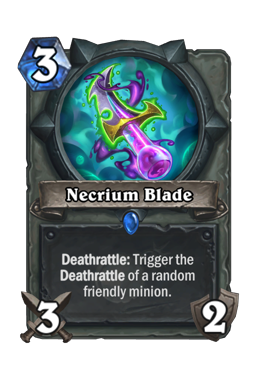 3
Necrium Blade
Deathrattle: Trigger the
Deathrattle of a random
friendly minion.
3 2